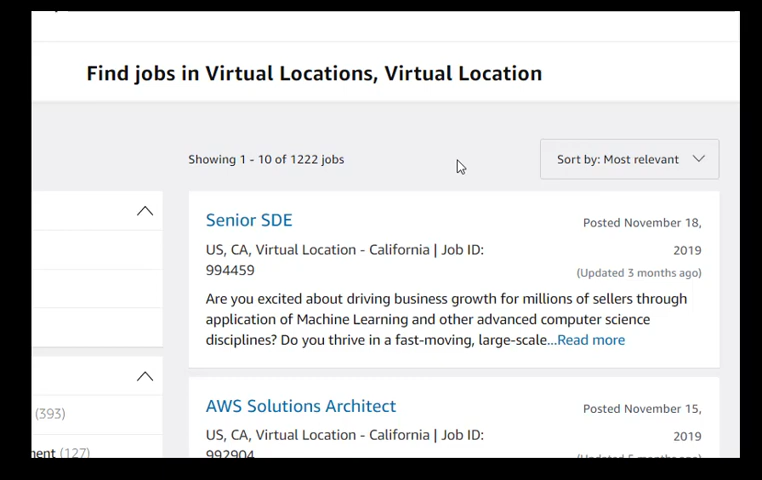 Find jobs in Virtual Locations, Virtual Location
Showing 1 - 10 of 1222 jobs
Sort by: Most relevant
Senior SDE
Posted November 18,
2019
US, CA, Virtual Location - California | Job ID:
994459
(Updated 3 months ago)
Are you excited about driving business growth for millions of sellers through
application of Machine Learning and other advanced computer science
disciplines? Do you thrive in a fast-moving, large-scale...Read more
(393)
(127)
AWS Solutions Architect
Posted November 15,
2019
US, CA, Virtual Location - California | Job ID:
992904